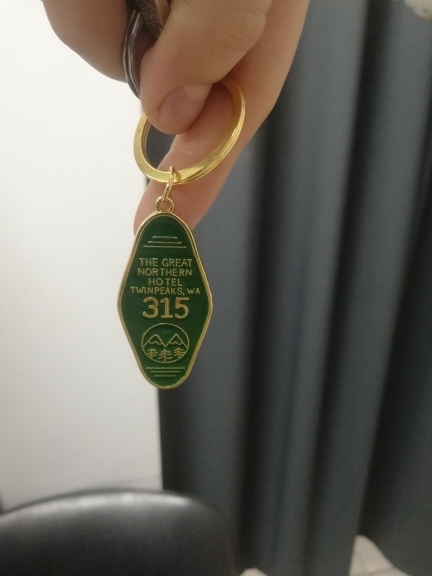 THE GREAT
NORTHERN
HOTEL
TWINPEAKS, WA
315